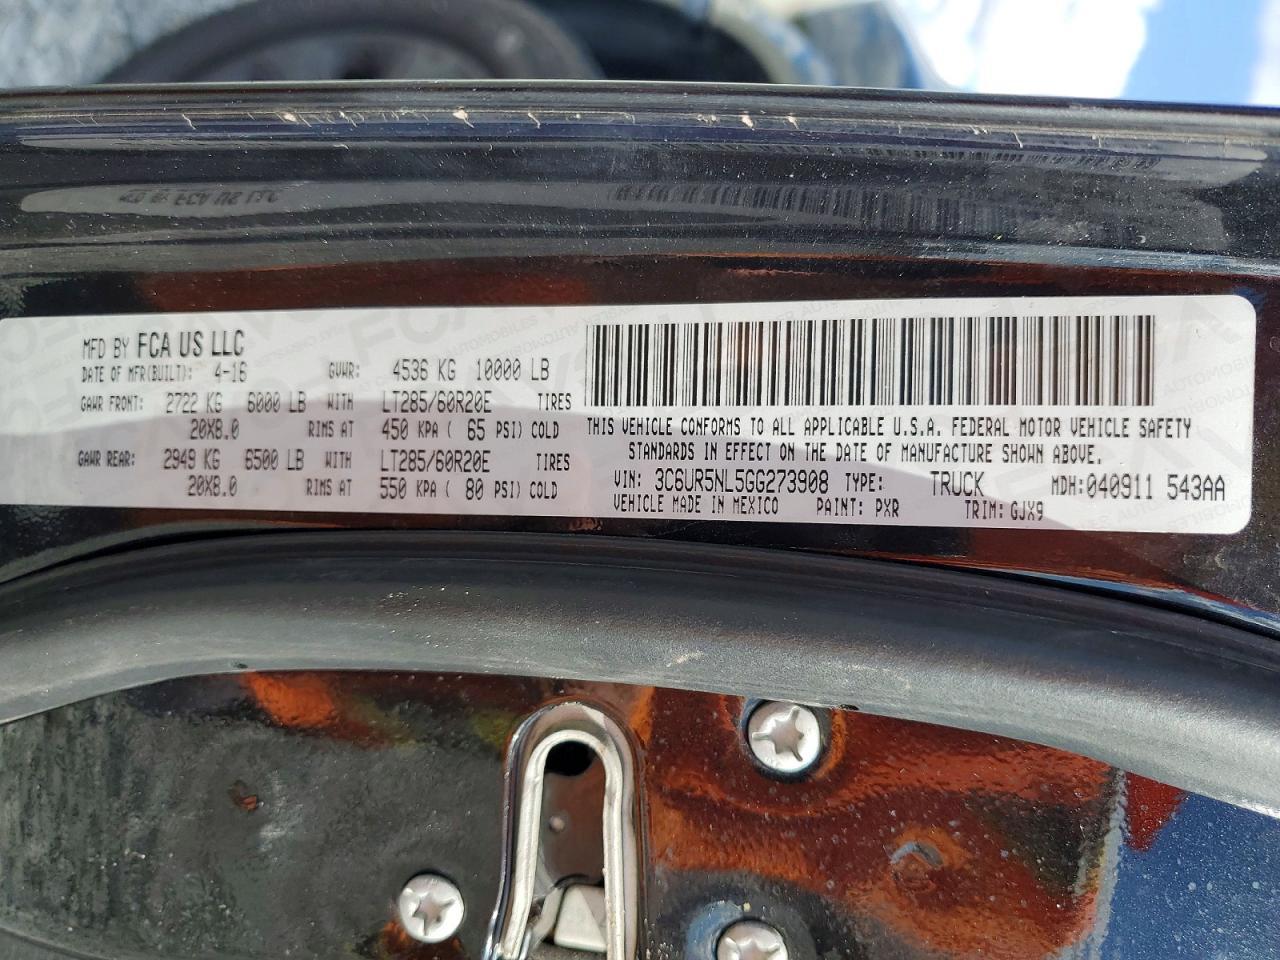 MFD BY FCA US LLC
DATE OF MFR(BUILT): 4-16 GVWR: 4536 KG 10000 LB
GAWR FRONT: 2722 KG 6000 LB WITH LT285/60R20E TIRES
20X8.0 RIMS AT 450 KPA ( 65 PSI) COLD
GAWR REAR: 2949 KG 6500 LB WITH LT285/60R20E TIRES
20X8.0 RIMS AT 550 KPA ( 80 PSI) COLD
THIS VEHICLE CONFORMS TO ALL APPLICABLE U.S.A. FEDERAL MOTOR VEHICLE SAFETY
STANDARDS IN EFFECT ON THE DATE OF MANUFACTURE SHOWN ABOVE.
VIN: 3C6UR5NL5GG273908 TYPE: TRUCK MDH:040911 543AA
VEHICLE MADE IN MEXICO PAINT: PXR TRIM: GJX9